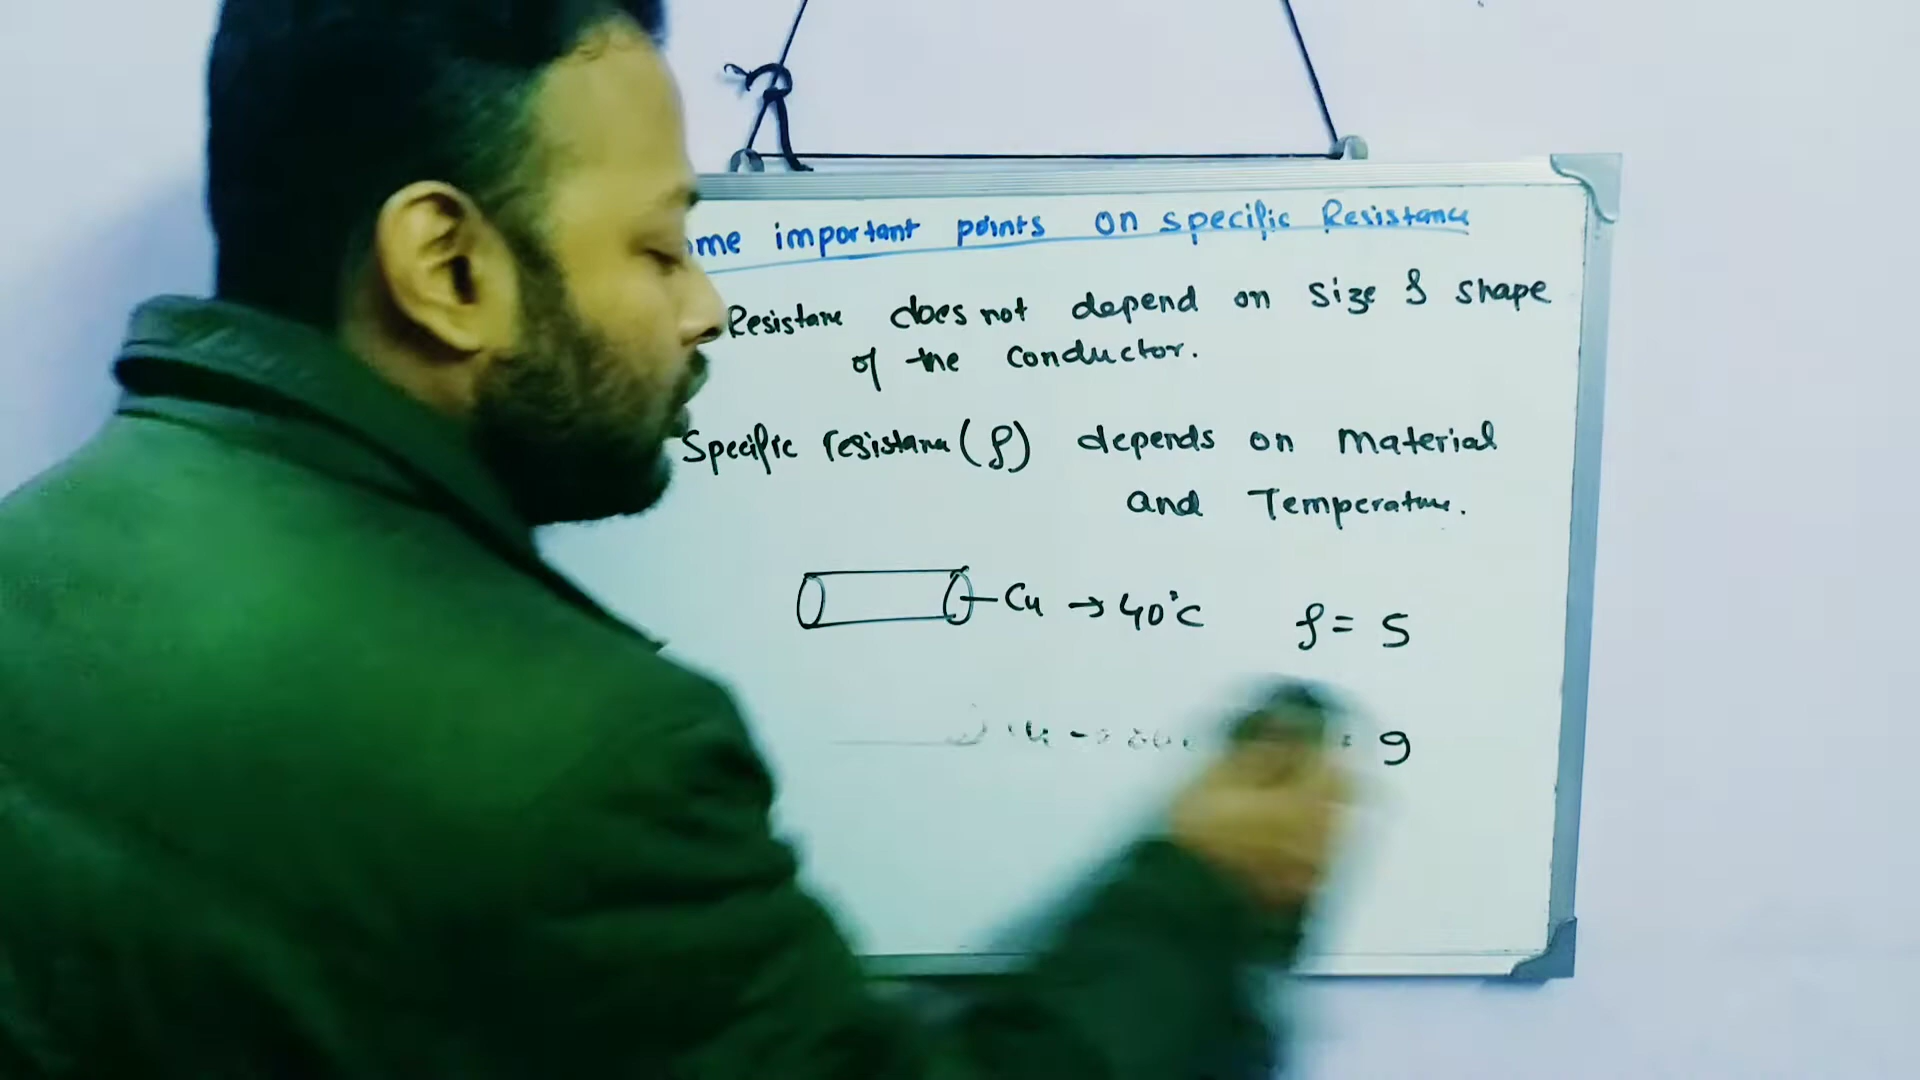 ome important points on specific Resistance
Resistance does not depend on size & shape
of the conductor.
Specific resistance (ρ) depends on Material
and Temperature.
Cu → 40°C ρ = 5
9